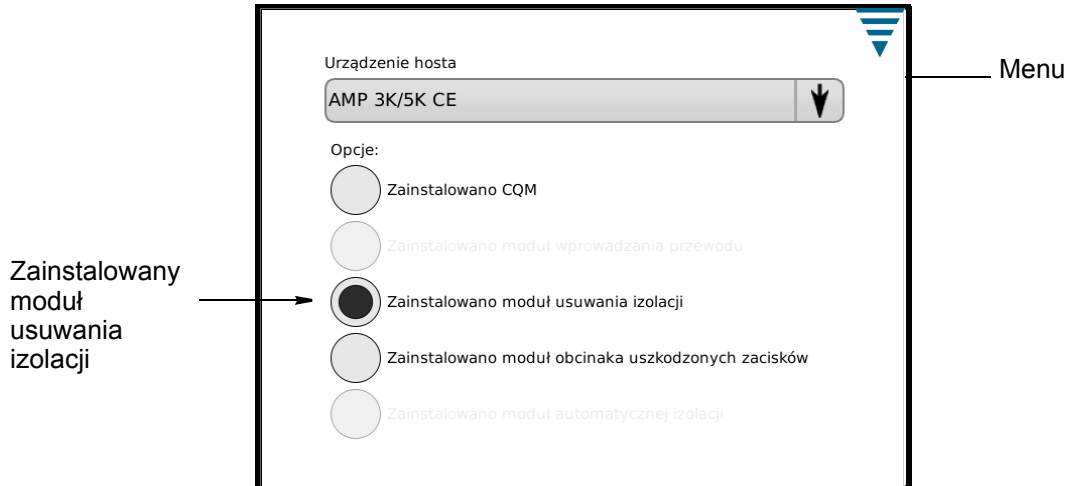 Urządzenie hosta
Menu
AMP 3K/5K CE
Opcje:
Zainstalowano CQM
Zainstalowano moduł wprowadzania przewodu
Zainstalowany
moduł
usuwania
izolacji
Zainstalowano moduł usuwania izolacji
Zainstalowano moduł obcinaka uszkodzonych zacisków
Zainstalowano moduł automatycznej izolacji